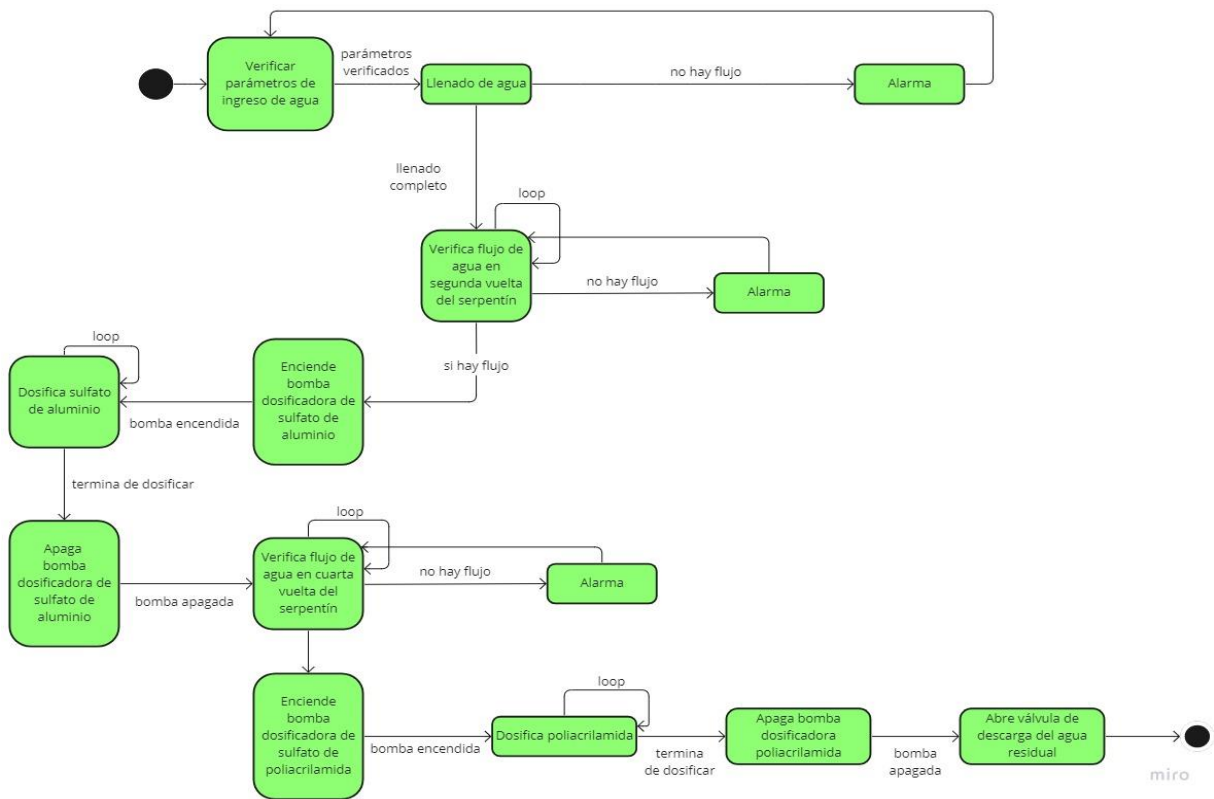 Verificar
parámetros de
ingreso de agua
parámetros
verificados
Llenado de agua
no hay flujo
Alarma
llenado
completo
loop
Verifica flujo de
agua en
segunda vuelta
del serpentín
no hay flujo
Alarma
si hay flujo
Enciende
bomba
dosificadora de
sulfato de
aluminio
bomba encendida
loop
Dosifica sulfato
de aluminio
termina de dosificar
Apaga
bomba
dosificadora de
sulfato de
aluminio
bomba apagada
loop
Verifica flujo de
agua en cuarta
vuelta del
serpentín
no hay flujo
Alarma
Enciende
bomba
dosificadora de
sulfato de
poliacrilamida
bomba encendida
loop
Dosifica poliacrilamida
termina
de dosificar
Apaga bomba
dosificadora
poliacrilamida
bomba
apagada
Abre válvula de
descarga del agua
residual
miro